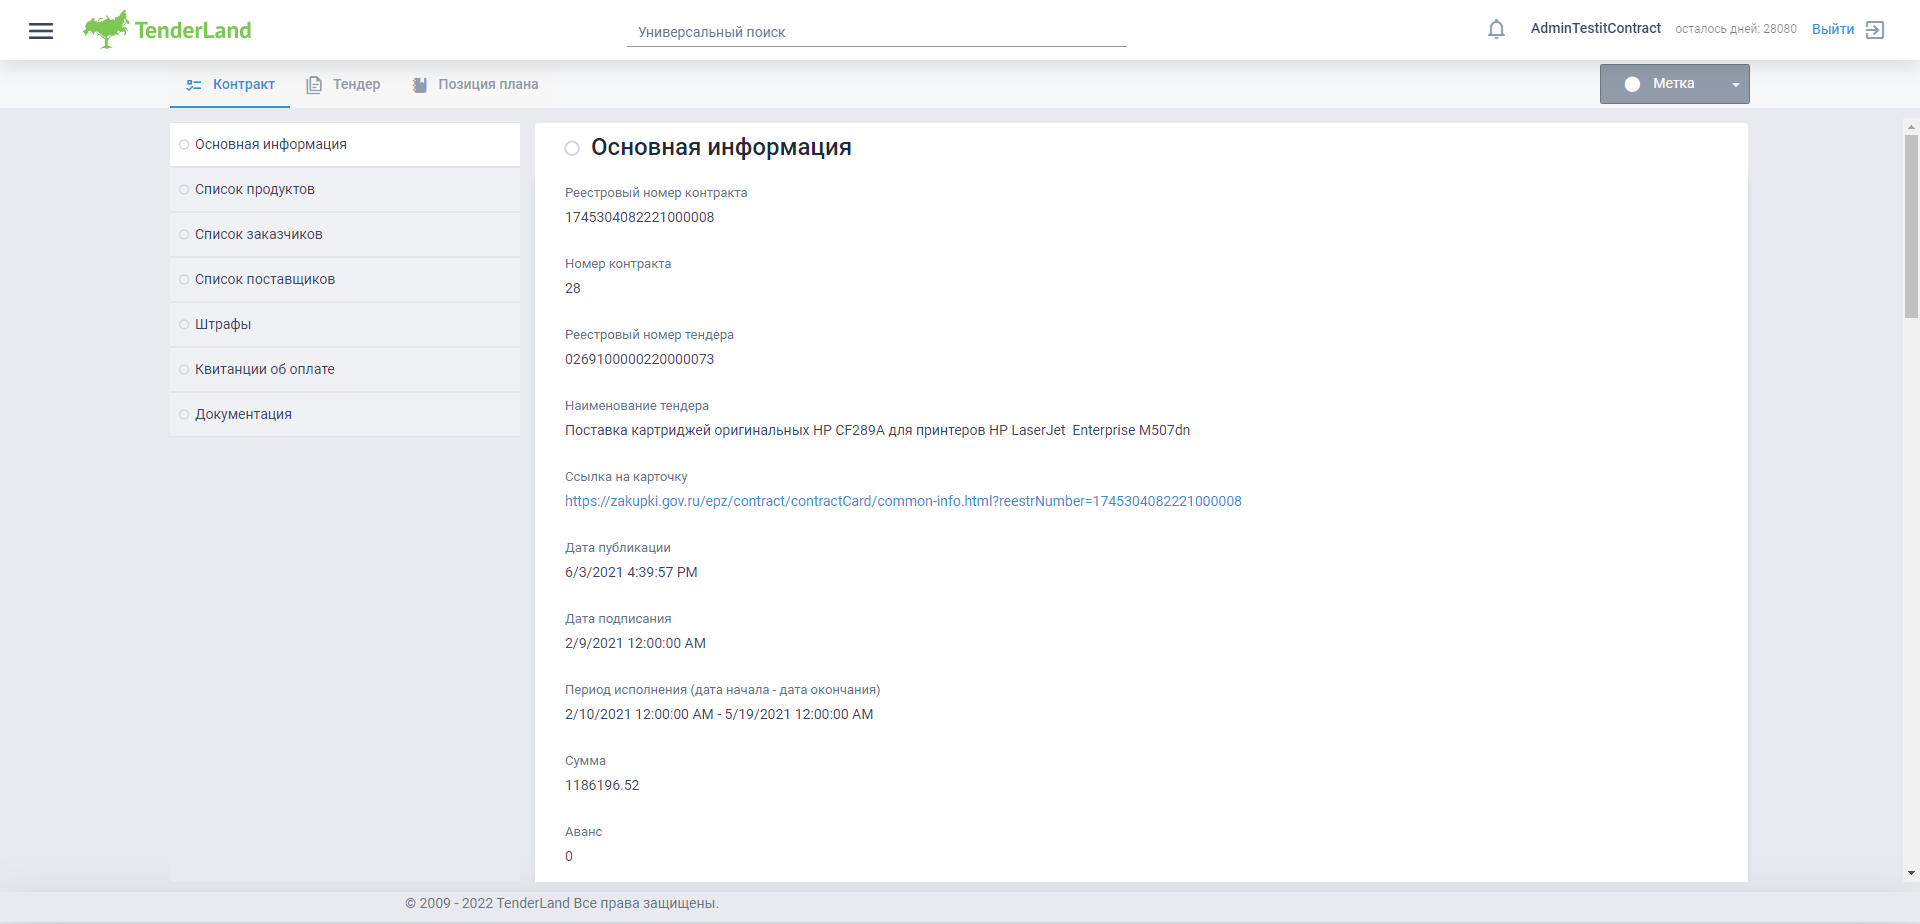 TenderLand
Универсальный поиск
AdminTestitContract осталось дней: 28080 Выйти
Контракт Тендер Позиция плана
Метка
Основная информация
Список продуктов
Список заказчиков
Список поставщиков
Штрафы
Квитанции об оплате
Документация
Основная информация
Реестровый номер контракта
1745304082221000008
Номер контракта
28
Реестровый номер тендера
0269100000220000073
Наименование тендера
Поставка картриджей оригинальных HP CF289A для принтеров HP LaserJet  Enterprise M507dn
Ссылка на карточку
https://zakupki.gov.ru/epz/contract/contractCard/common-info.html?reestrNumber=1745304082221000008
Дата публикации
6/3/2021 4:39:57 PM
Дата подписания
2/9/2021 12:00:00 AM
Период исполнения (дата начала - дата окончания)
2/10/2021 12:00:00 AM - 5/19/2021 12:00:00 AM
Сумма
1186196.52
Аванс
0
© 2009 - 2022 TenderLand Все права защищены.